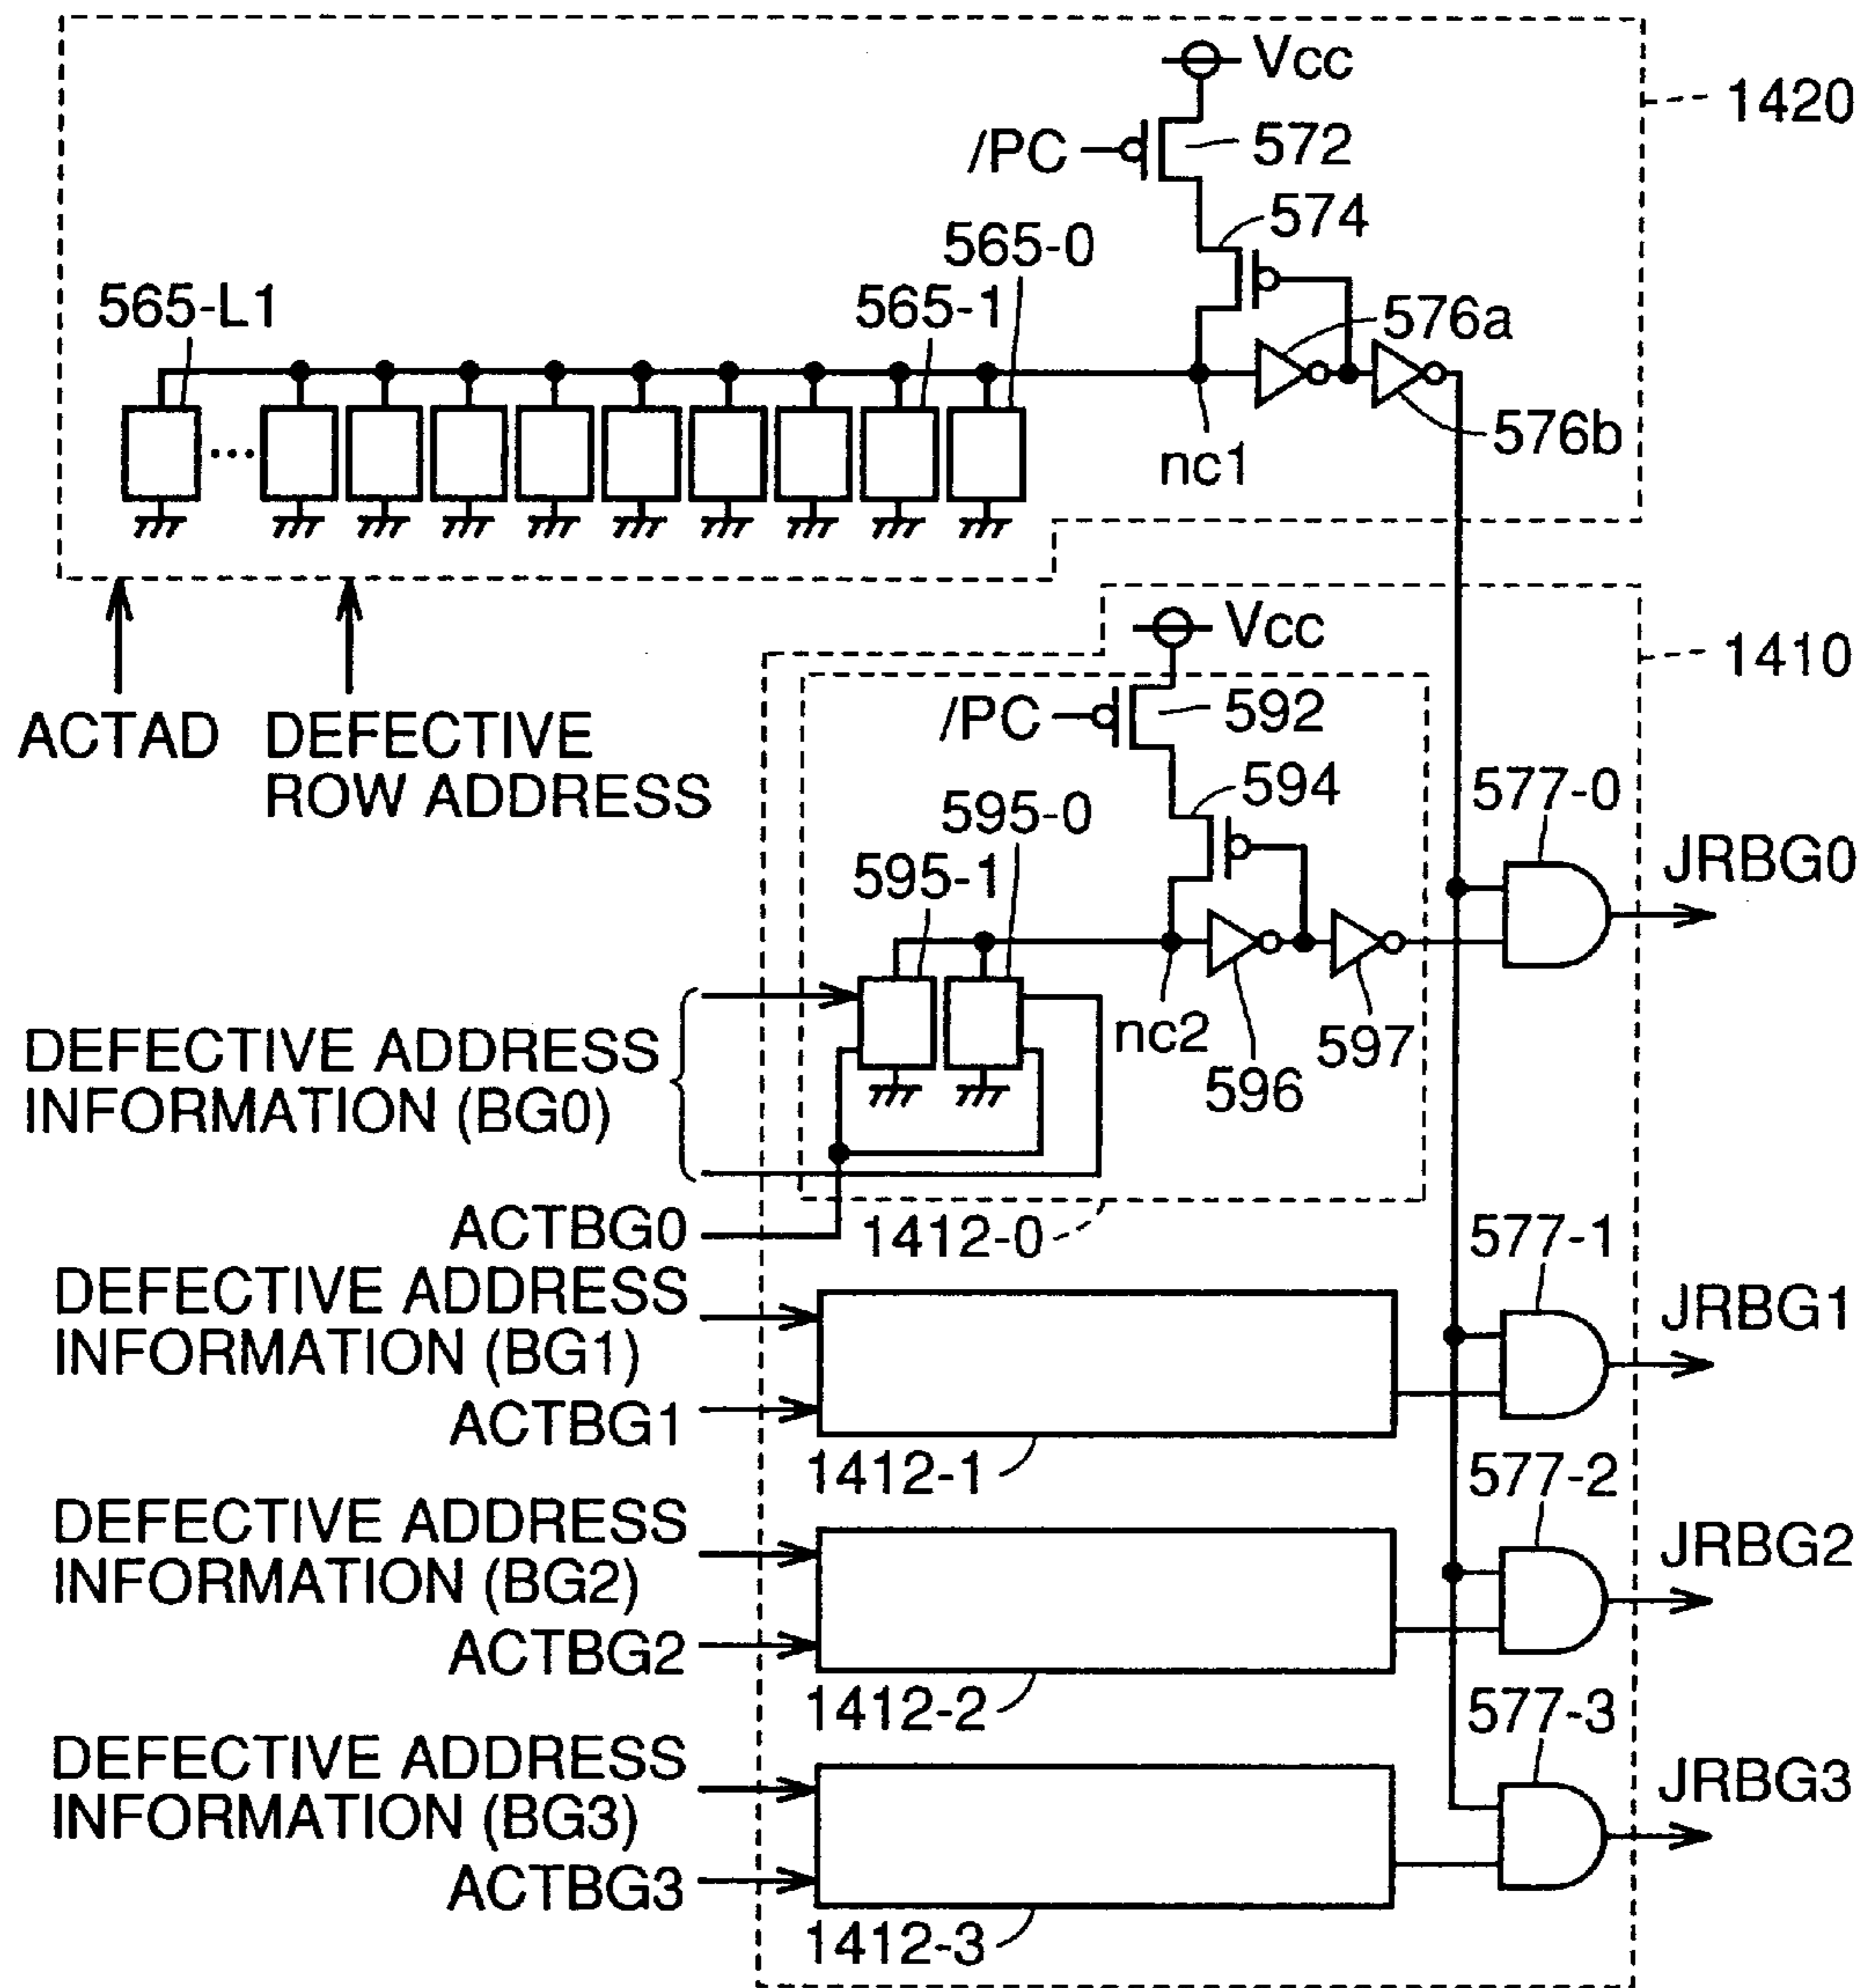 Vcc
1420
/PC
572
574
565-0
565-1
565-L1
576a
...
nc1
576b
ACTAD
DEFECTIVE
ROW ADDRESS
Vcc
1410
/PC
592
594
595-0
595-1
577-0
JRBG0
DEFECTIVE ADDRESS
INFORMATION (BG0)
nc2
597
596
ACTBG0
1412-0
577-1
DEFECTIVE ADDRESS
INFORMATION (BG1)
JRBG1
ACTBG1
1412-1
577-2
DEFECTIVE ADDRESS
INFORMATION (BG2)
JRBG2
ACTBG2
1412-2
577-3
DEFECTIVE ADDRESS
INFORMATION (BG3)
JRBG3
ACTBG3
1412-3